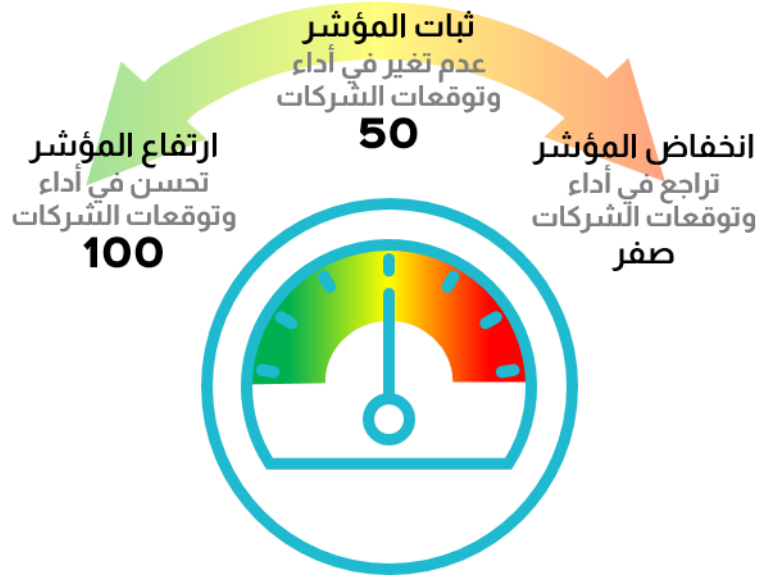 ثبات المؤشر
عدم تغير في أداء
وتوقعات الشركات
50
انخفاض المؤشر
تراجع في أداء
وتوقعات الشركات
صفر
ارتفاع المؤشر
تحسن في أداء
وتوقعات الشركات
100